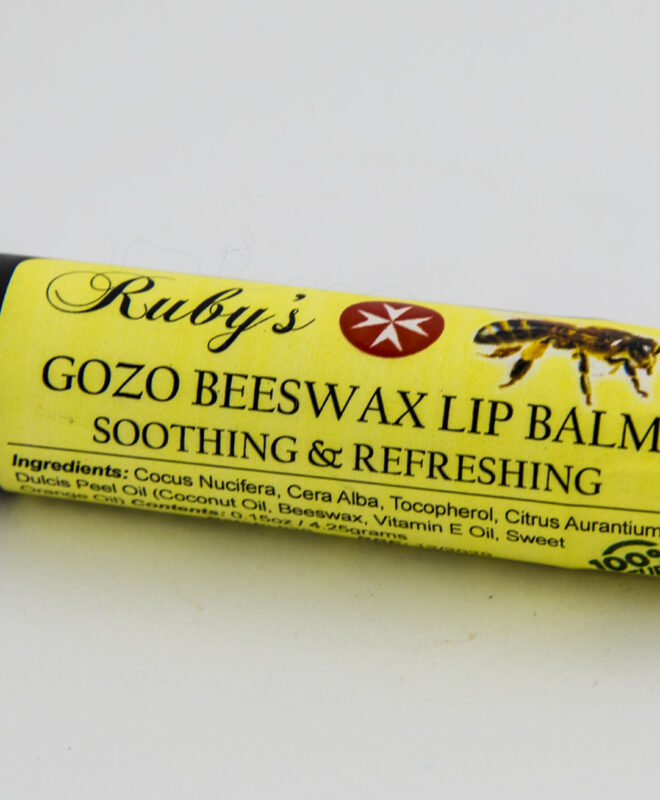 Ruby's
GOZO BEESWAX LIP BALM
SOOTHING & REFRESHING
Ingredients: Cocus Nucifera, Cera Alba, Tocopherol, Citrus Aurantium
Dulcis Peel Oil (Coconut Oil, Beeswax, Vitamin E Oil, Sweet
Orange Oil) Contents: 0.15oz / 4.25grams
100%